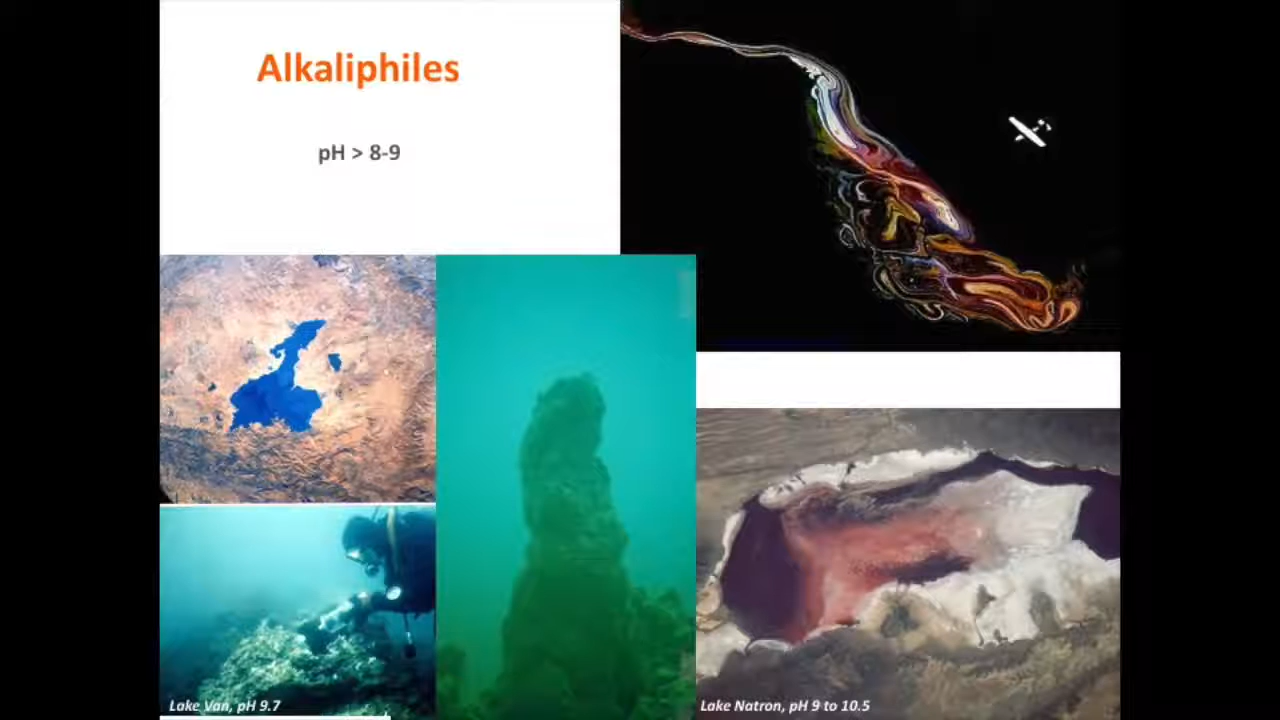 Alkaliphiles
pH > 8-9
Lake Van, pH 9.7
Lake Natron, pH 9 to 10.5